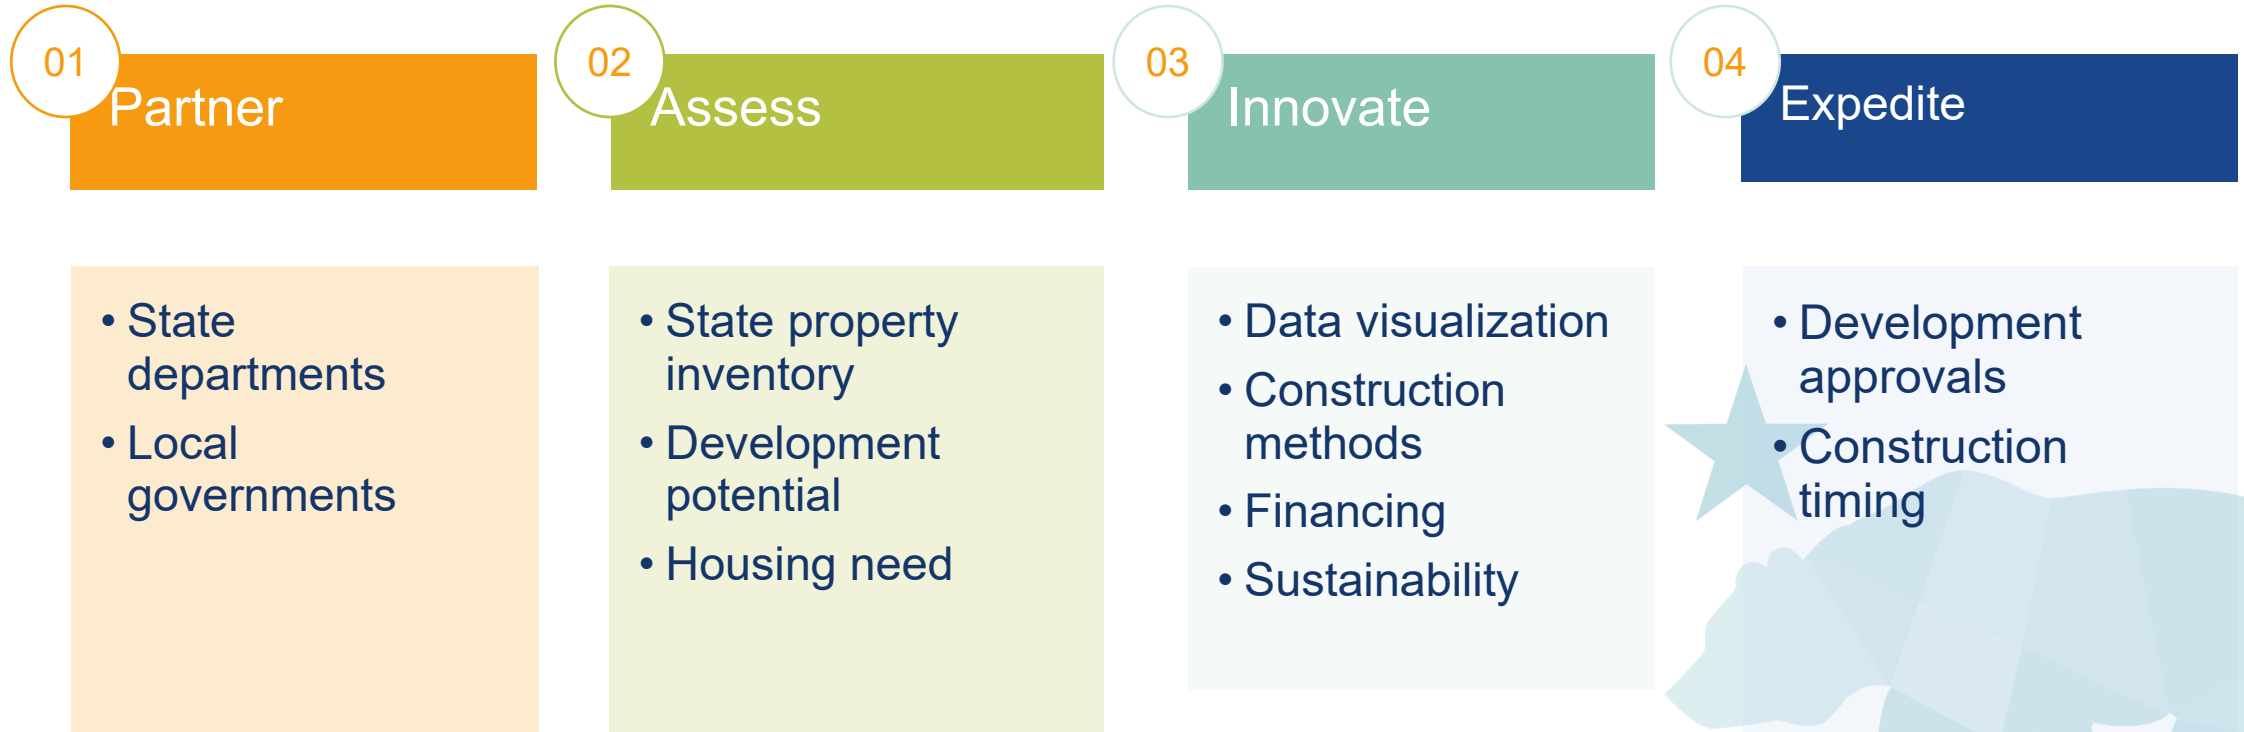 01
Partner
• State
departments
• Local
governments
02
Assess
• State property
inventory
• Development
potential
• Housing need
03
Innovate
• Data visualization
• Construction
methods
• Financing
• Sustainability
04
Expedite
• Development
approvals
• Construction
timing